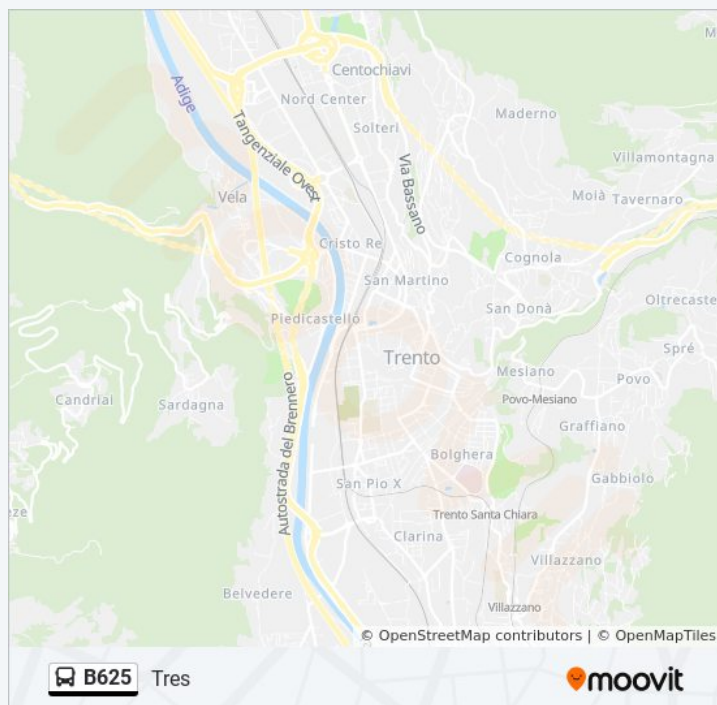 Centochiavi
Adige
Nord Center
Maderno
Solteri
Tangenziale Ovest
Via Bassano
Villamontagna
Vela
Moià
Tavernaro
Cristo Re
Cognola
San Martino
Oltrecaste
San Donà
Piedicastello
Trento
Spré
Mesiano
Povo
Candriai
Sardagna
Povo-Mesiano
Autostrada del Brennero
Graffiano
Bolghera
Gabbiolo
eze
San Pio X
Trento Santa Chiara
Clarina
Villazzano
Belvedere
Villazzano
© OpenStreetMap contributors | © OpenMapTiles
B625 Tres
moovit